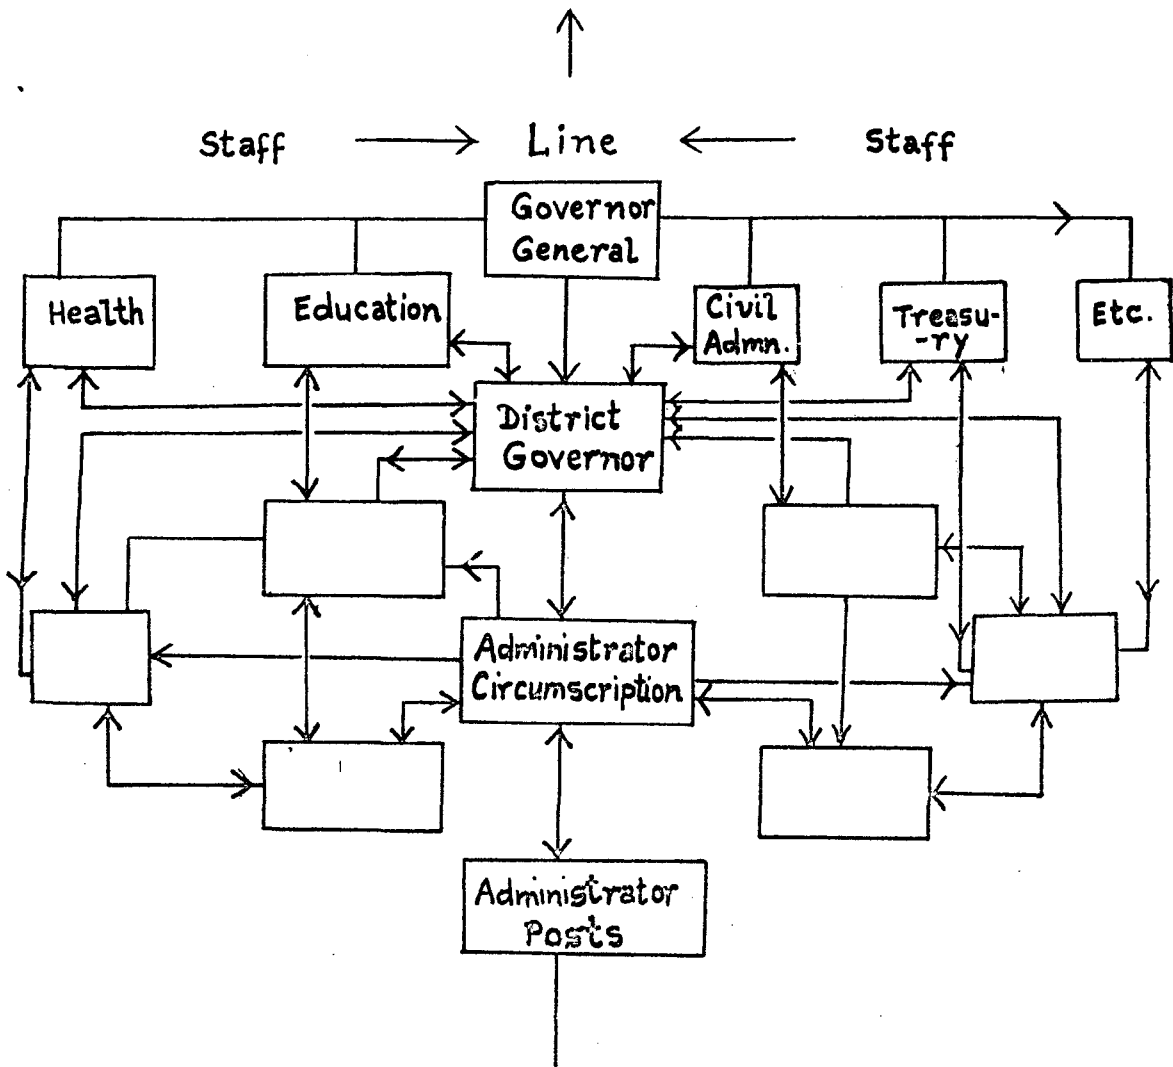 Staff Line Staff
Governor
General
Health
Education
Civil
Admn.
Treasu-
-ry
Etc.
District
Governor
Administrator
Circumscription
Administrator
Posts